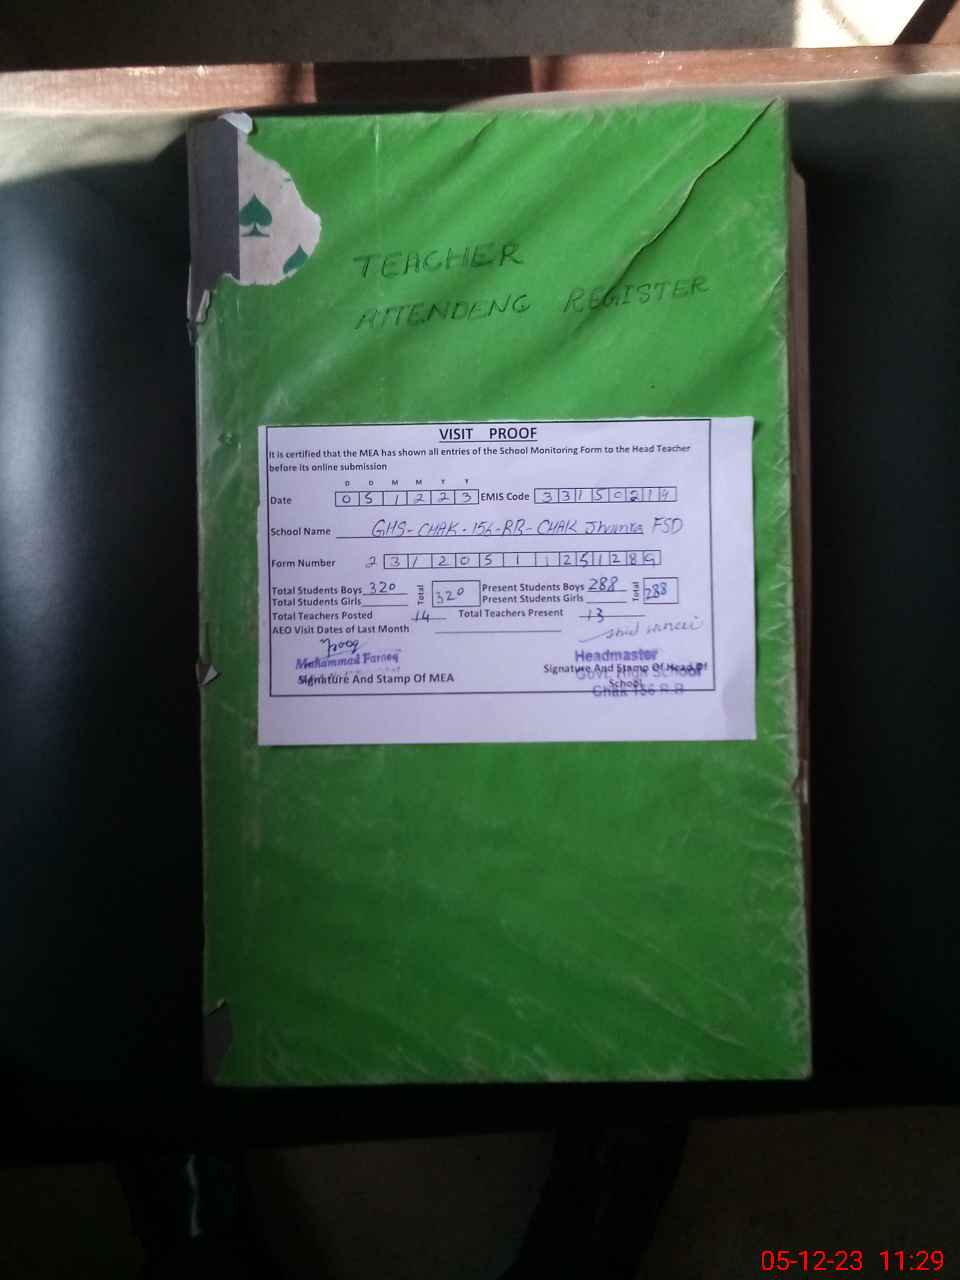 TEACHER
ATTENDENG REGISTER
VISIT PROOF
It is certified that the MEA has shown all entries of the School Monitoring Form to the Head Teacher
before its online submission
D D M M Y Y
Date 0 5 1 2 2 3 EMIS Code 3 3 1 5 0 2 1 9
School Name GHS-CHAK-156-RB-CHAK Jhumra FSD
Form Number 2 3 1 2 0 5 1 1 2 5 1 2 8 9
Total Students Boys 320 Total 320 Present Students Boys 288 Total 288
Total Students Girls Present Students Girls
Total Teachers Posted 14 Total Teachers Present 13
AEO Visit Dates of Last Month
Muhammad Farooq
Signature And Stamp Of MEA
Headmaster
Signature And Stamp Of Head Of
Govt. High School
School
Chak 156 R.B
05-12-23 11:29